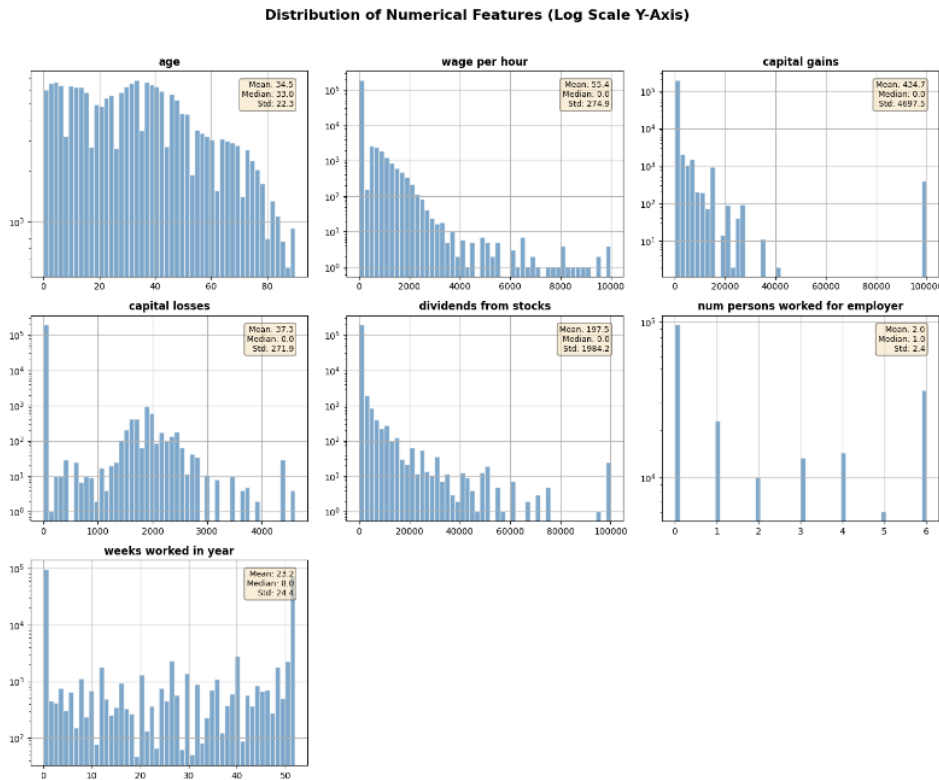 Distribution of Numerical Features (Log Scale Y-Axis)
age
Mean: 34.5
Median: 33.0
Std: 22.3
10³
0 20 40 60 80
wage per hour
Mean: 55.4
Median: 0.0
Std: 274.9
10⁵
10⁴
10³
10²
10¹
10⁰
0 2000 4000 6000 8000 10000
capital gains
Mean: 434.7
Median: 0.0
Std: 4697.5
10⁵
10⁴
10³
10²
10¹
0 20000 40000 60000 80000 100000
capital losses
Mean: 37.3
Median: 0.0
Std: 271.9
10⁵
10⁴
10³
10²
10¹
10⁰
0 1000 2000 3000 4000
dividends from stocks
Mean: 197.5
Median: 0.0
Std: 1984.2
10⁵
10⁴
10³
10²
10¹
10⁰
0 20000 40000 60000 80000 100000
num persons worked for employer
Mean: 2.0
Median: 1.0
Std: 2.4
10⁵
10⁴
0 1 2 3 4 5 6
weeks worked in year
Mean: 23.2
Median: 8.0
Std: 24.4
10⁵
10⁴
10³
10²
0 10 20 30 40 50